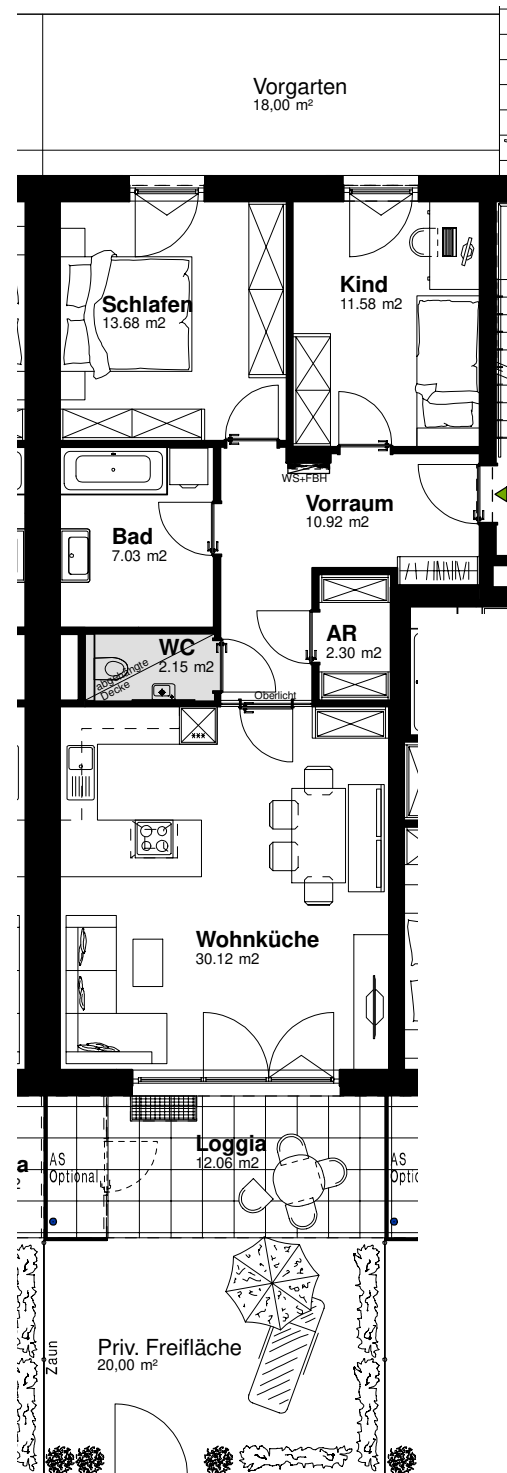 Vorgarten
18,00 m²
Schlafen
13.68 m2
Kind
11.58 m2
WS+FBH
Vorraum
10.92 m2
Bad
7.03 m2
WC
2.15 m2
abgehängte
Decke
AR
2.30 m2
Oberlicht
Wohnküche
30.12 m2
Loggia
12.06 m2
a
2
AS
Optional
AS
Optio
Zaun
Priv. Freifläche
20,00 m²